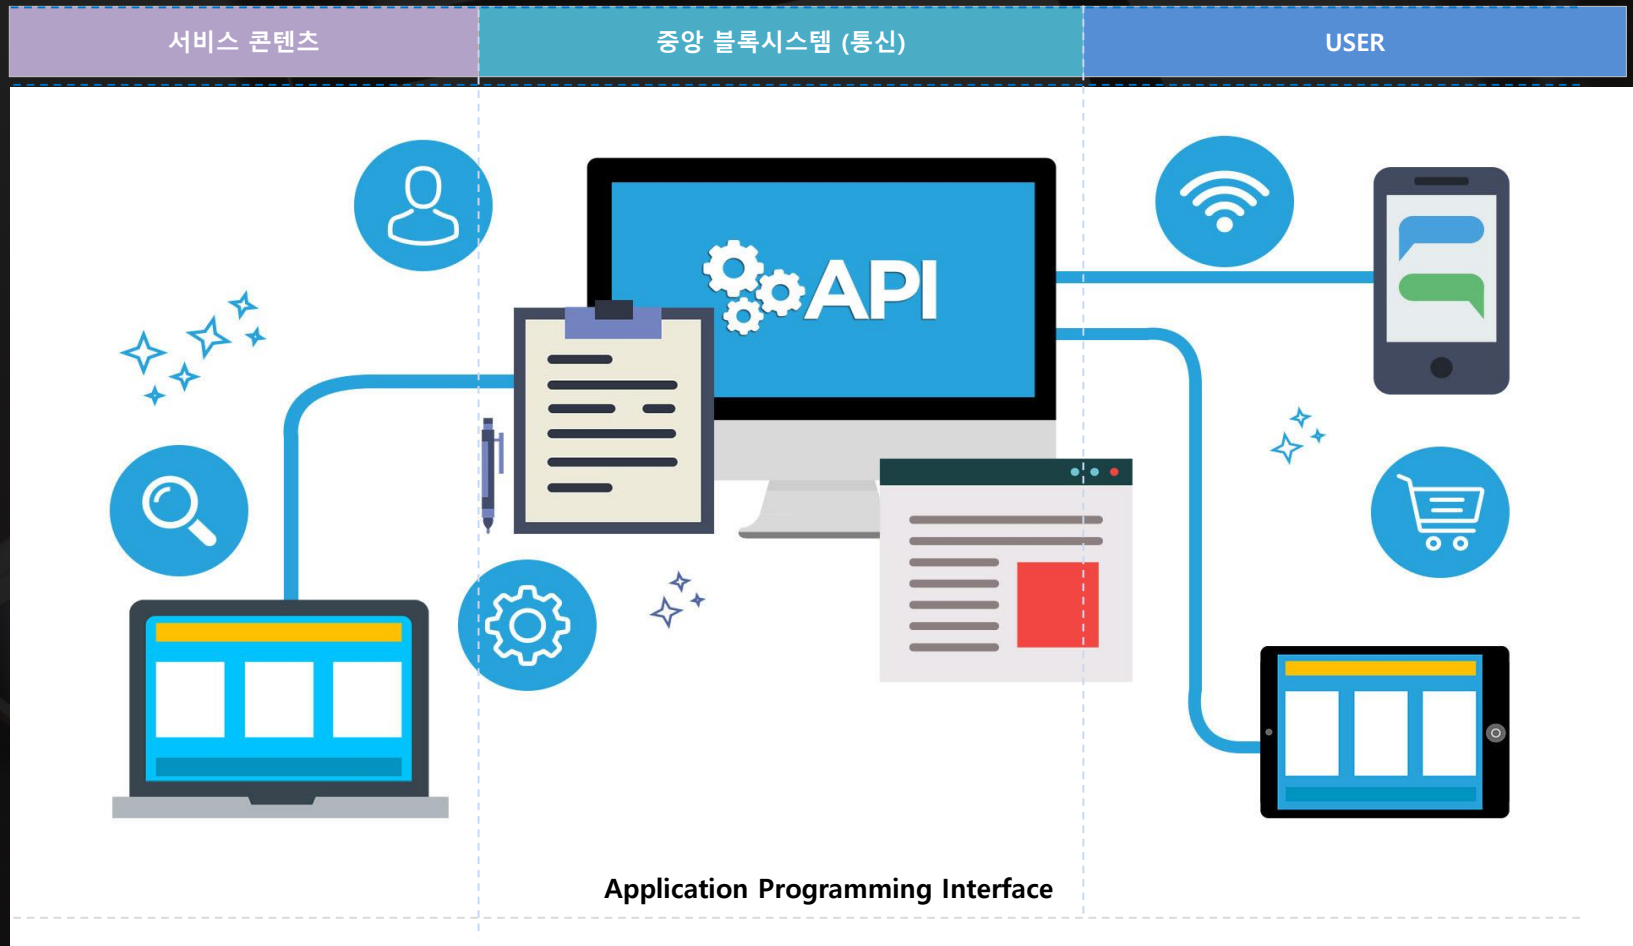 서비스 콘텐츠
중앙 블록시스템 (통신)
USER
API
Application Programming Interface